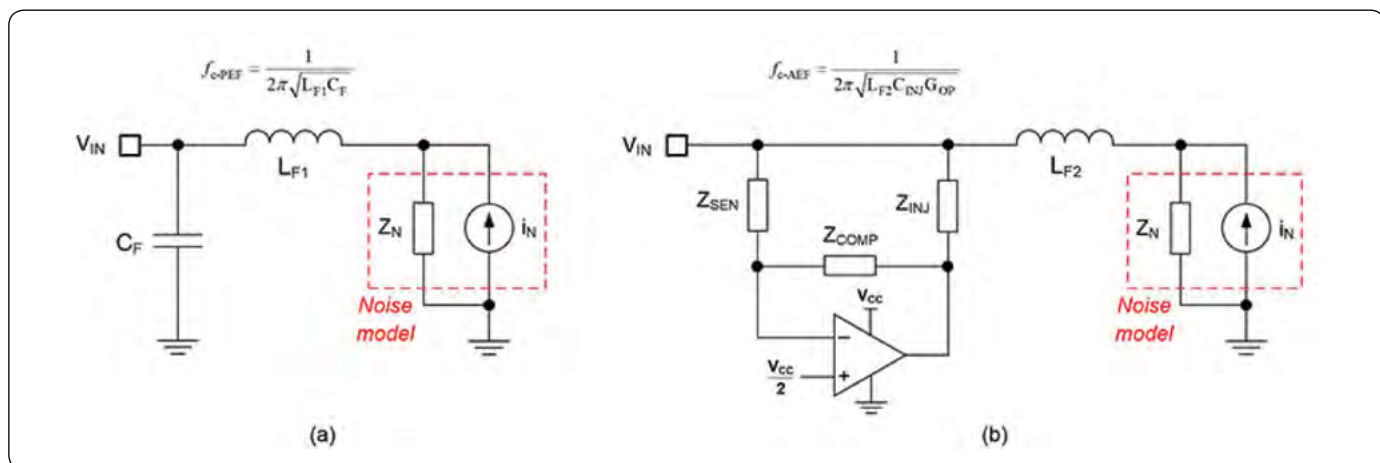 f_c-PEF = 1 / 2π√L_F1 C_F
V_IN
L_F1
C_F
Z_N
i_N
Noise
model
(a)
f_c-AEF = 1 / 2π√L_F2 C_INJ G_OP
V_IN
L_F2
Z_SEN
Z_INJ
Z_COMP
Z_N
i_N
V_CC
Noise
model
−
V_CC
2
+
(b)